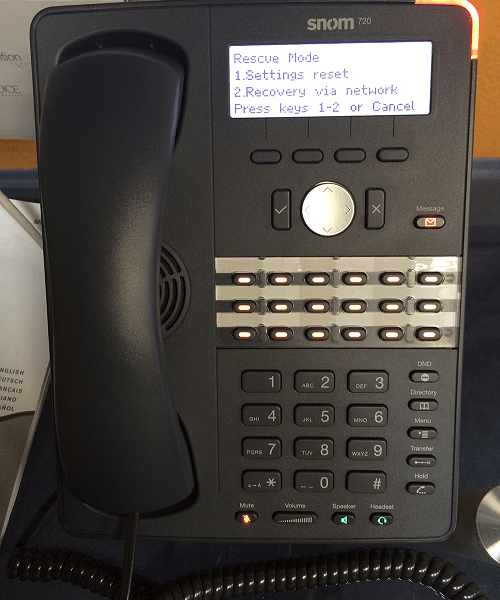 snom 720
Rescue Mode
1.Settings reset
2.Recovery via network
Press keys 1-2 or Cancel
Message
1
ABC 2
DEF 3
GHI 4
JKL 5
MNO 6
PQRS 7
TUV 8
WXYZ 9
a→A *
0
#
DND
Directory
Menu
Transfer
Hold
Mute
Volume
Speaker
Headset